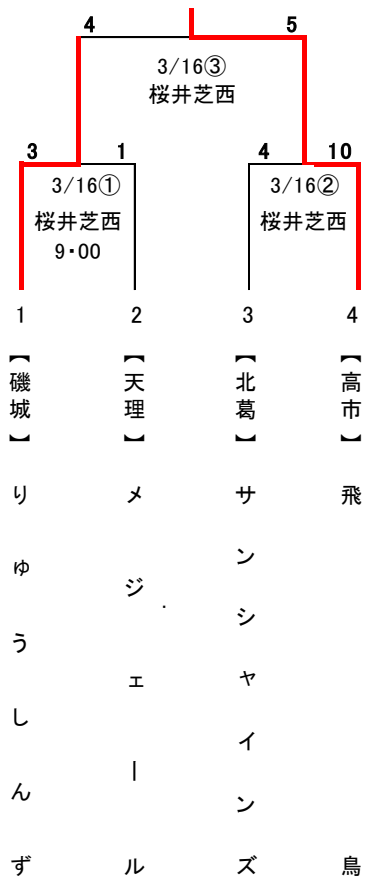 4 5
3/16③
桜井芝西
3 1 4 10
3/16①
桜井芝西
9・00
3/16②
桜井芝西
1 2 3 4
【磯城】りゅうしんず
【天理】メジェール
【北葛】サンシャインズ
【高市】飛鳥